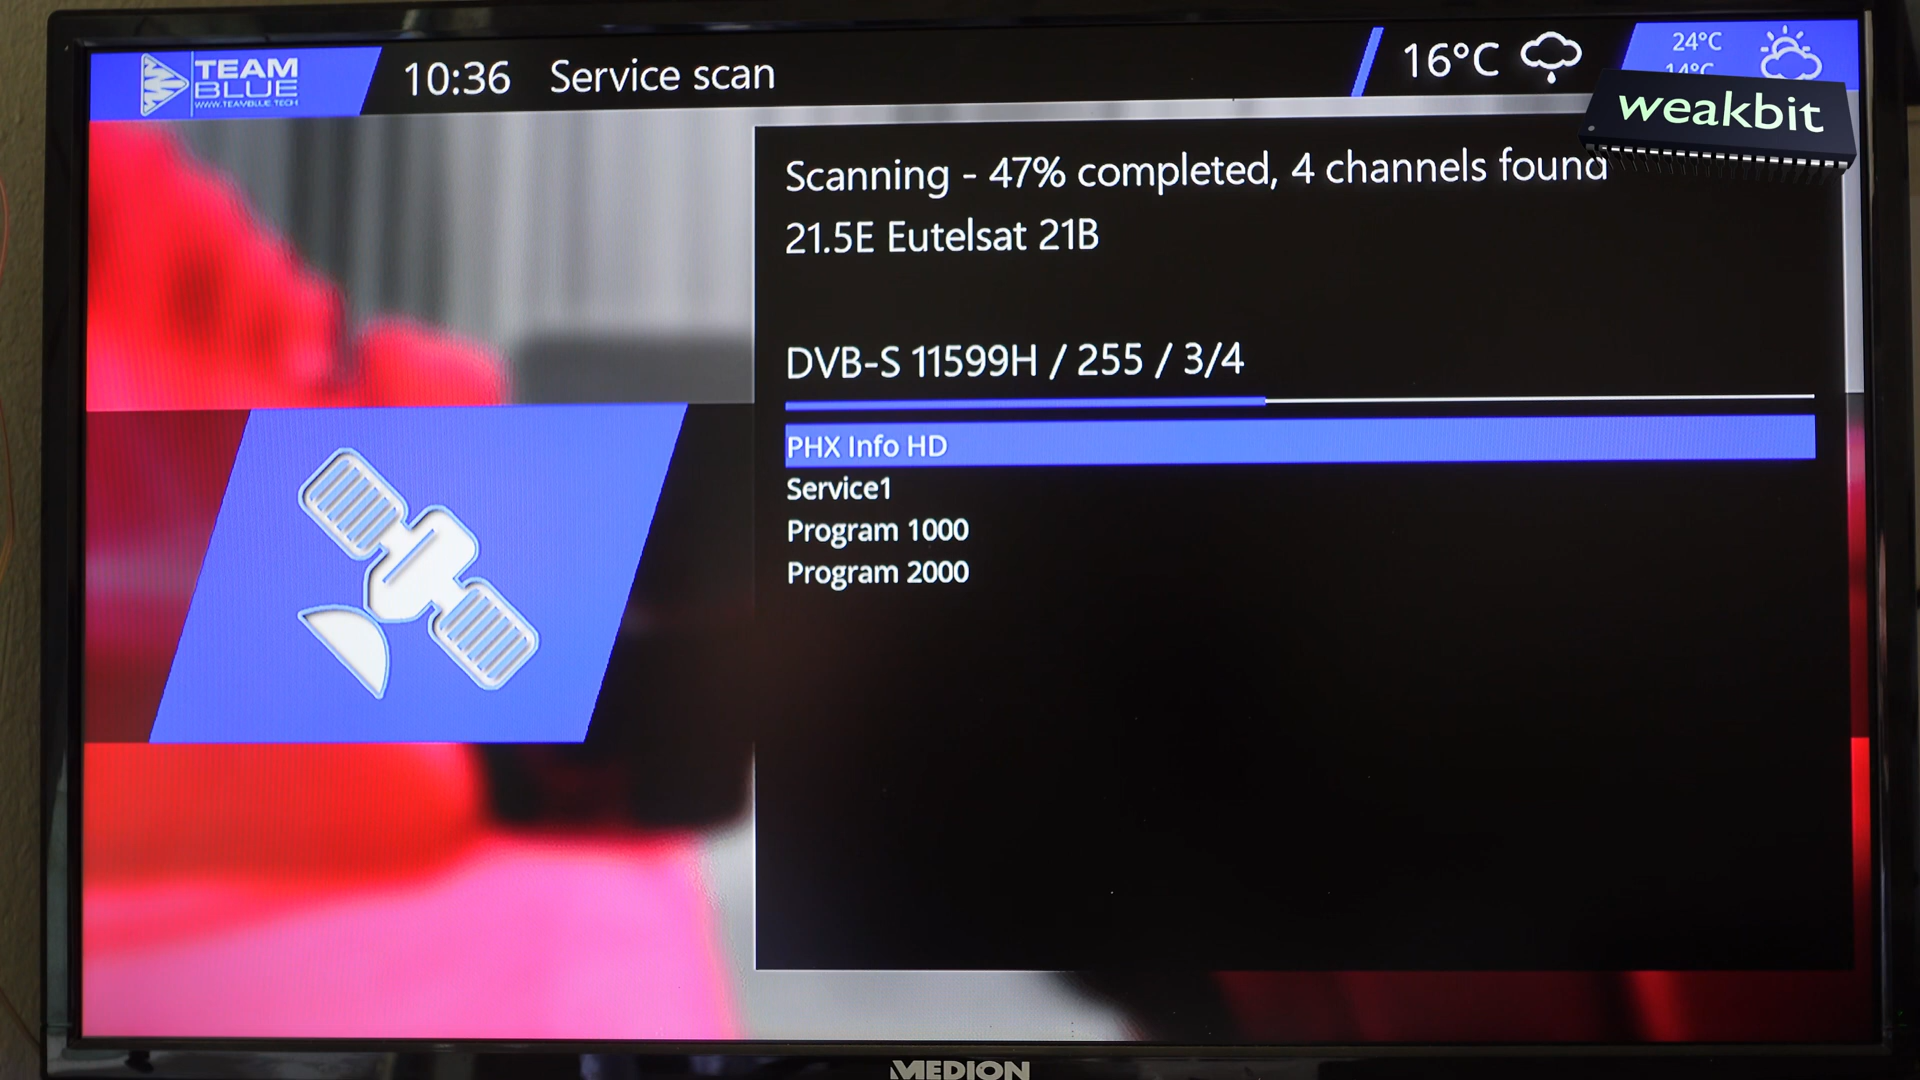 TEAM
BLUE
WWW.TEAMBLUE.TECH
10:36 Service scan
16°C
24°C
14°C
weakbit
Scanning - 47% completed, 4 channels found
21.5E Eutelsat 21B
DVB-S 11599H / 255 / 3/4
PHX Info HD
Service1
Program 1000
Program 2000
MEDION